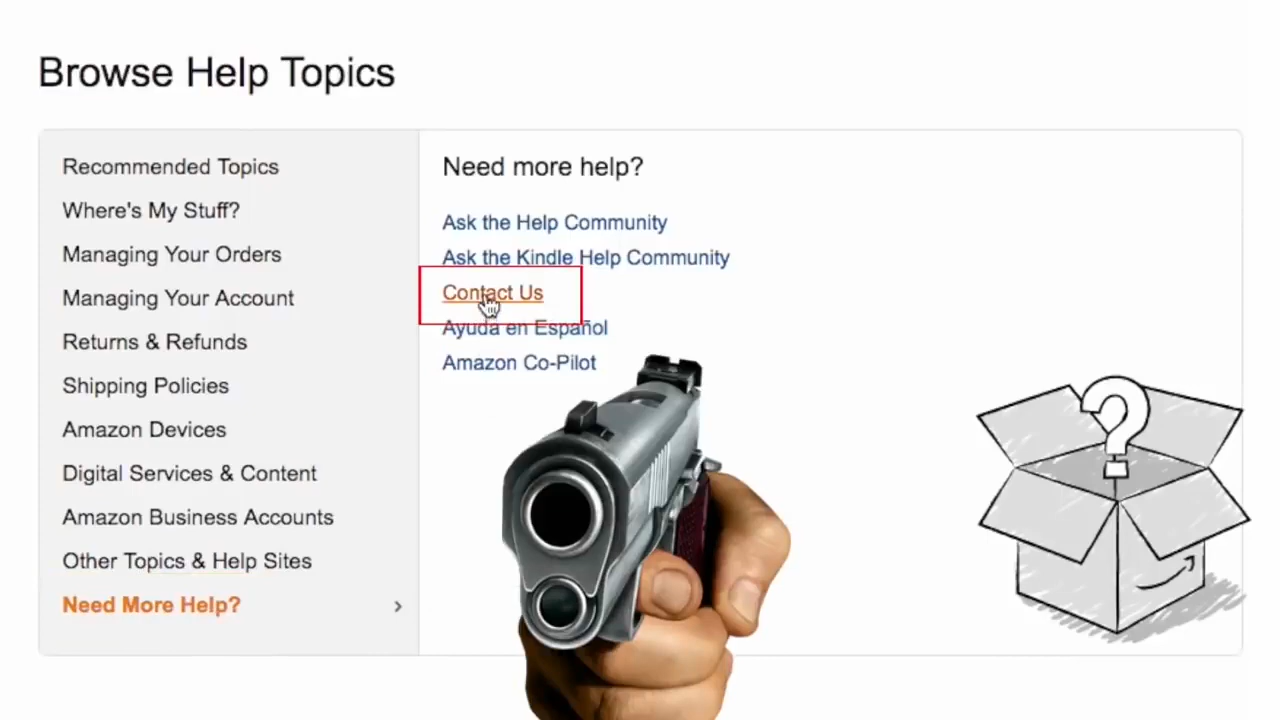 Browse Help Topics
Recommended Topics
Where's My Stuff?
Managing Your Orders
Managing Your Account
Returns & Refunds
Shipping Policies
Amazon Devices
Digital Services & Content
Amazon Business Accounts
Other Topics & Help Sites
Need More Help?
Need more help?
Ask the Help Community
Ask the Kindle Help Community
Contact Us
Ayuda en Español
Amazon Co-Pilot
?